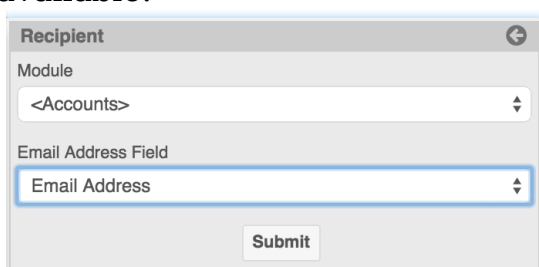 Recipient
Module
<Accounts>
Email Address Field
Email Address
Submit